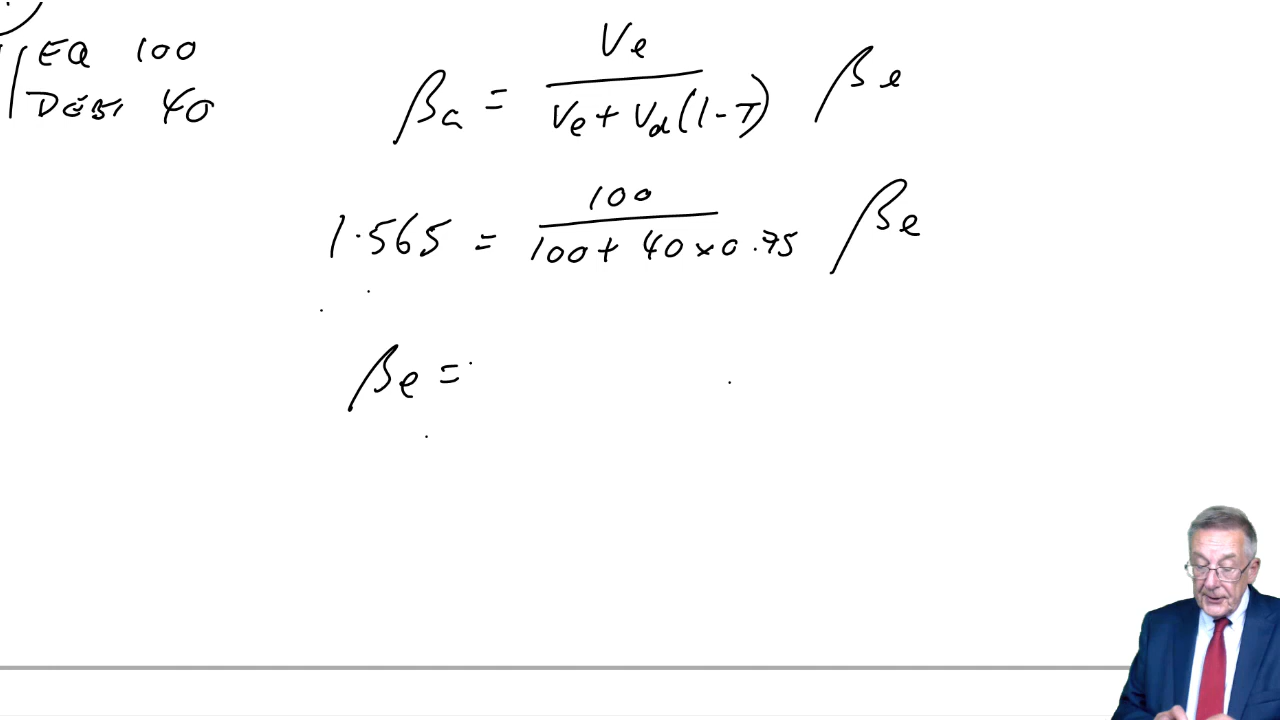 EQ 100
DEBT 40
βa = Ve / (Ve + Vd(1-T)) βe
1.565 = 100 / (100 + 40 x 0.75) βe
βe =